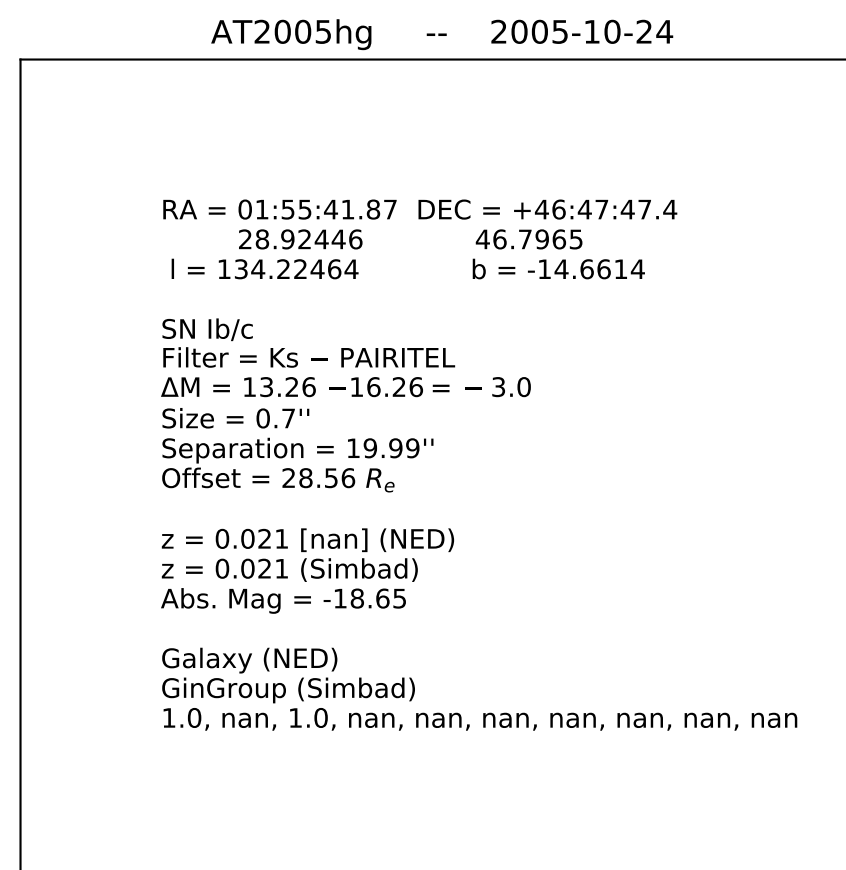 AT2005hg -- 2005-10-24
RA = 01:55:41.87 DEC = +46:47:47.4
28.92446 46.7965
l = 134.22464 b = -14.6614
SN Ib/c
Filter = Ks − PAIRITEL
ΔM = 13.26 −16.26 = − 3.0
Size = 0.7''
Separation = 19.99''
Offset = 28.56 Rₑ
z = 0.021 [nan] (NED)
z = 0.021 (Simbad)
Abs. Mag = -18.65
Galaxy (NED)
GinGroup (Simbad)
1.0, nan, 1.0, nan, nan, nan, nan, nan, nan, nan